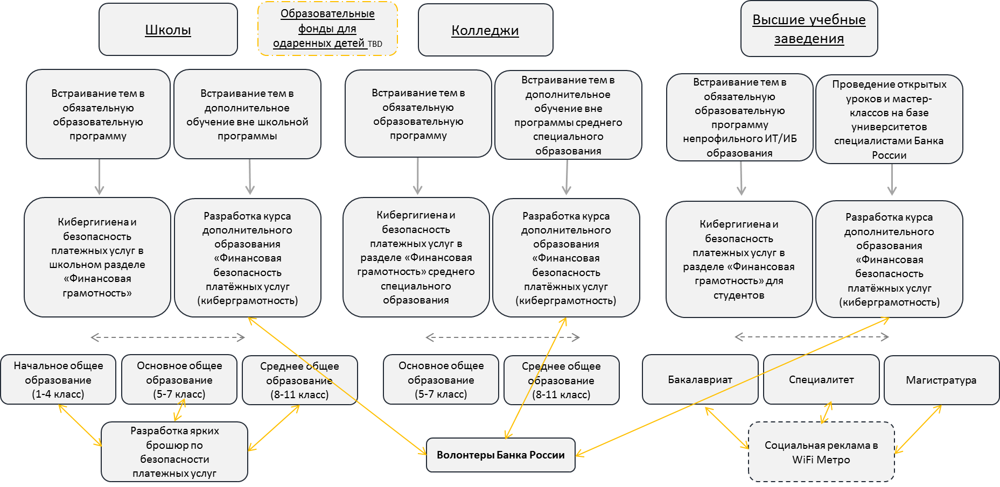 Школы
Образовательные
фонды для
одаренных детей TBD
Колледжи
Высшие учебные
заведения
Встраивание тем в
обязательную
образовательную
программу
Встраивание тем в
дополнительное
обучение вне школьной
программы
Встраивание тем в
обязательную
образовательную
программу
Встраивание тем в
дополнительное
обучение вне
программы среднего
специального
образования
Встраивание тем в
обязательную
образовательную
программу
непрофильного ИТ/ИБ
образования
Проведение открытых
уроков и мастер-
классов на базе
университетов
специалистами Банка
России
Кибергигиена и
безопасность
платежных услуг в
школьном разделе
«Финансовая
грамотность»
Разработка курса
дополнительного
образования
«Финансовая
безопасность
платёжных услуг
(киберграмотность)
Кибергигиена и
безопасность
платежных услуг в
разделе «Финансовая
грамотность» среднего
специального
образования
Разработка курса
дополнительного
образования
«Финансовая
безопасность
платёжных услуг
(киберграмотность)
Кибергигиена и
безопасность
платежных услуг в
разделе «Финансовая
грамотность» для
студентов
Разработка курса
дополнительного
образования
«Финансовая
безопасность
платёжных услуг
(киберграмотность)
Начальное общее
образование
(1-4 класс)
Основное общее
образование
(5-7 класс)
Среднее общее
образование
(8-11 класс)
Основное общее
образование
(5-7 класс)
Среднее общее
образование
(8-11 класс)
Бакалавриат
Специалитет
Магистратура
Разработка ярких
брошюр по
безопасности
платежных услуг
Волонтеры Банка России
Социальная реклама в
WiFi Метро